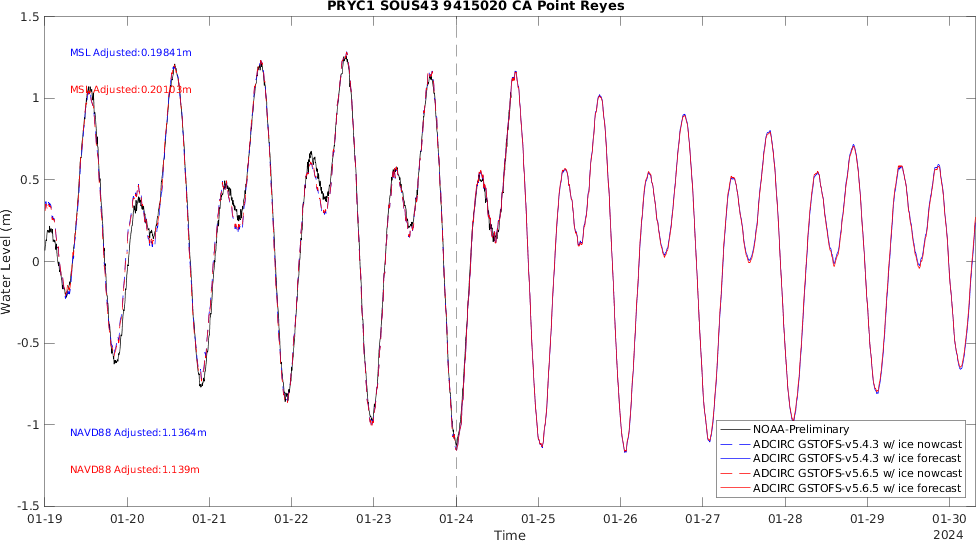 PRYC1 SOUS43 9415020 CA Point Reyes
MSL Adjusted:0.19841m
MSL Adjusted:0.20103m
NAVD88 Adjusted:1.1364m
NAVD88 Adjusted:1.139m
Water Level (m)
1.5
1
0.5
0
-0.5
-1
-1.5
NOAA-Preliminary
ADCIRC GSTOFS-v5.4.3 w/ ice nowcast
ADCIRC GSTOFS-v5.4.3 w/ ice forecast
ADCIRC GSTOFS-v5.6.5 w/ ice nowcast
ADCIRC GSTOFS-v5.6.5 w/ ice forecast
01-19 01-20 01-21 01-22 01-23 01-24 01-25 01-26 01-27 01-28 01-29 01-30
Time
2024